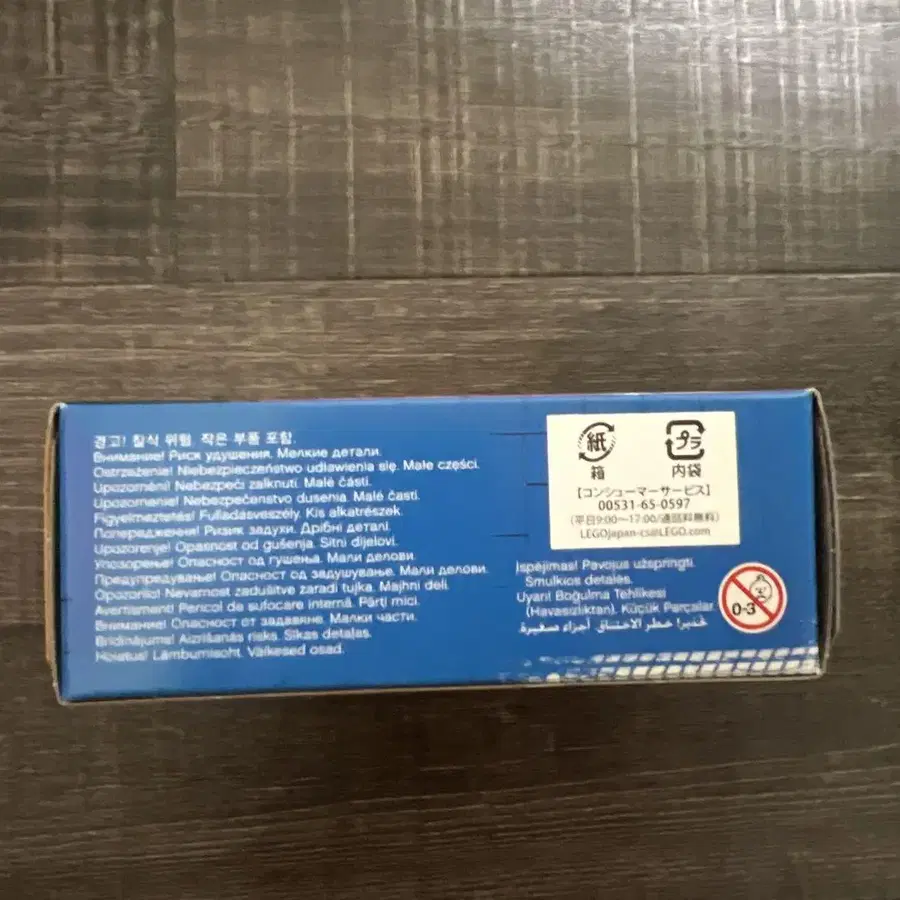 경고! 질식 위험. 작은 부품 포함.
Внимание! Риск удушения. Мелкие детали.
Ostrzeżenie! Niebezpieczeństwo udławienia się. Małe części.
Upozornění! Nebezpečí zalknutí. Malé části.
Upozornenie! Nebezpečenstvo dusenia. Malé časti.
Figyelmeztetés! Fulladásveszély. Kis alkatrészek.
Попередження! Ризик задухи. Дрібні деталі.
Upozorenje! Opasnost od gušenja. Sitni dijelovi.
Упозорење! Опасност од гушења. Мали делови.
Предупредување! Опасност од задушување. Мали делови.
Opozorilo! Nevarnost zadušitve zaradi tujka. Majhni deli.
Avertisment! Pericol de sufocare internă. Părți mici.
Внимание! Опасност от задавяне. Малки части.
Brīdinājums! Aizrīšanās risks. Sīkas detaļas.
Hoiatus! Lämbumisoht. Väikesed osad.
紙 プラ
箱 内袋
【コンシューマーサービス】
00531-65-0597
(平日9:00～17:00/通話料無料)
LEGOJapan-cs@LEGO.com
Įspėjimas! Pavojus užspringti.
Smulkos detalės.
Uyarı! Boğulma Tehlikesi
(Havasızlıktan). Küçük Parçalar.
تحذير! خطر الاختناق. أجزاء صغيرة.
0-3